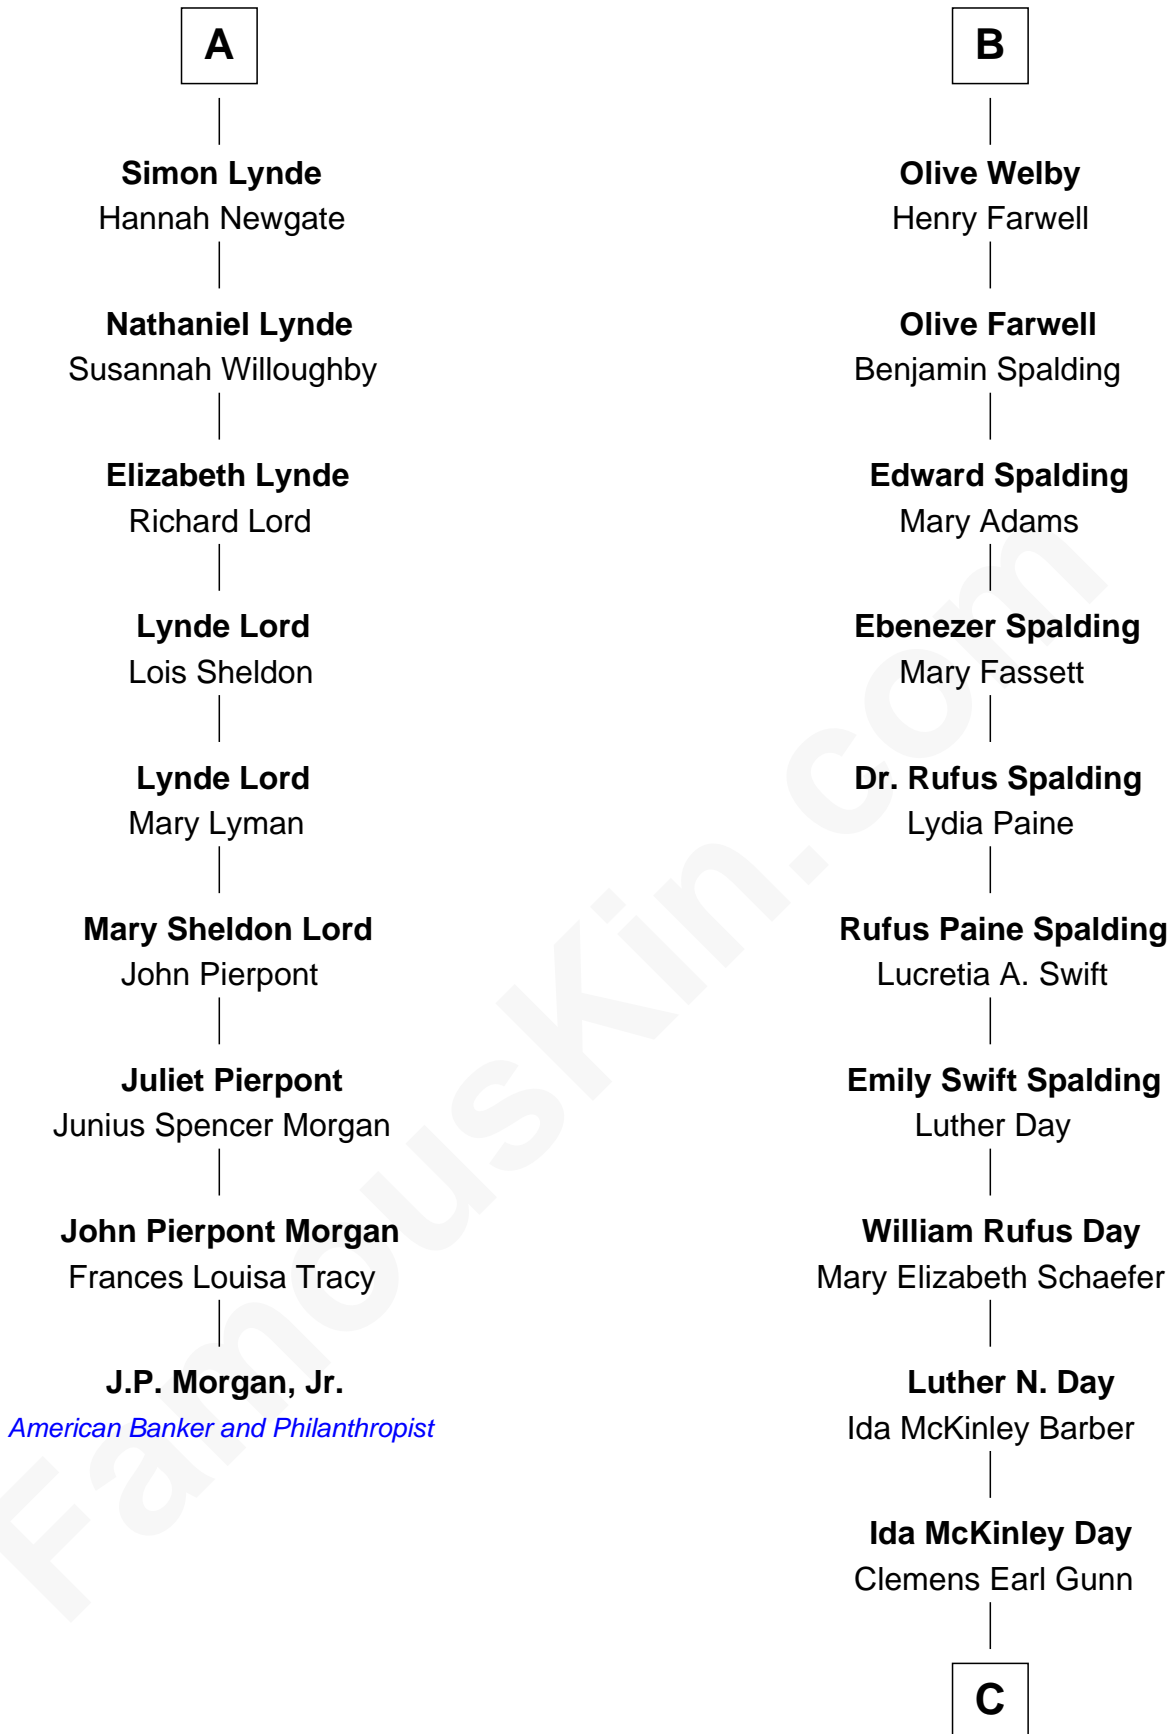 A
Simon Lynde
Hannah Newgate
Nathaniel Lynde
Susannah Willoughby
Elizabeth Lynde
Richard Lord
Lynde Lord
Lois Sheldon
Lynde Lord
Mary Lyman
Mary Sheldon Lord
John Pierpont
Juliet Pierpont
Junius Spencer Morgan
John Pierpont Morgan
Frances Louisa Tracy
J.P. Morgan, Jr.
American Banker and Philanthropist
B
Olive Welby
Henry Farwell
Olive Farwell
Benjamin Spalding
Edward Spalding
Mary Adams
Ebenezer Spalding
Mary Fassett
Dr. Rufus Spalding
Lydia Paine
Rufus Paine Spalding
Lucretia A. Swift
Emily Swift Spalding
Luther Day
William Rufus Day
Mary Elizabeth Schaefer
Luther N. Day
Ida McKinley Barber
Ida McKinley Day
Clemens Earl Gunn
C
FamousKin.com